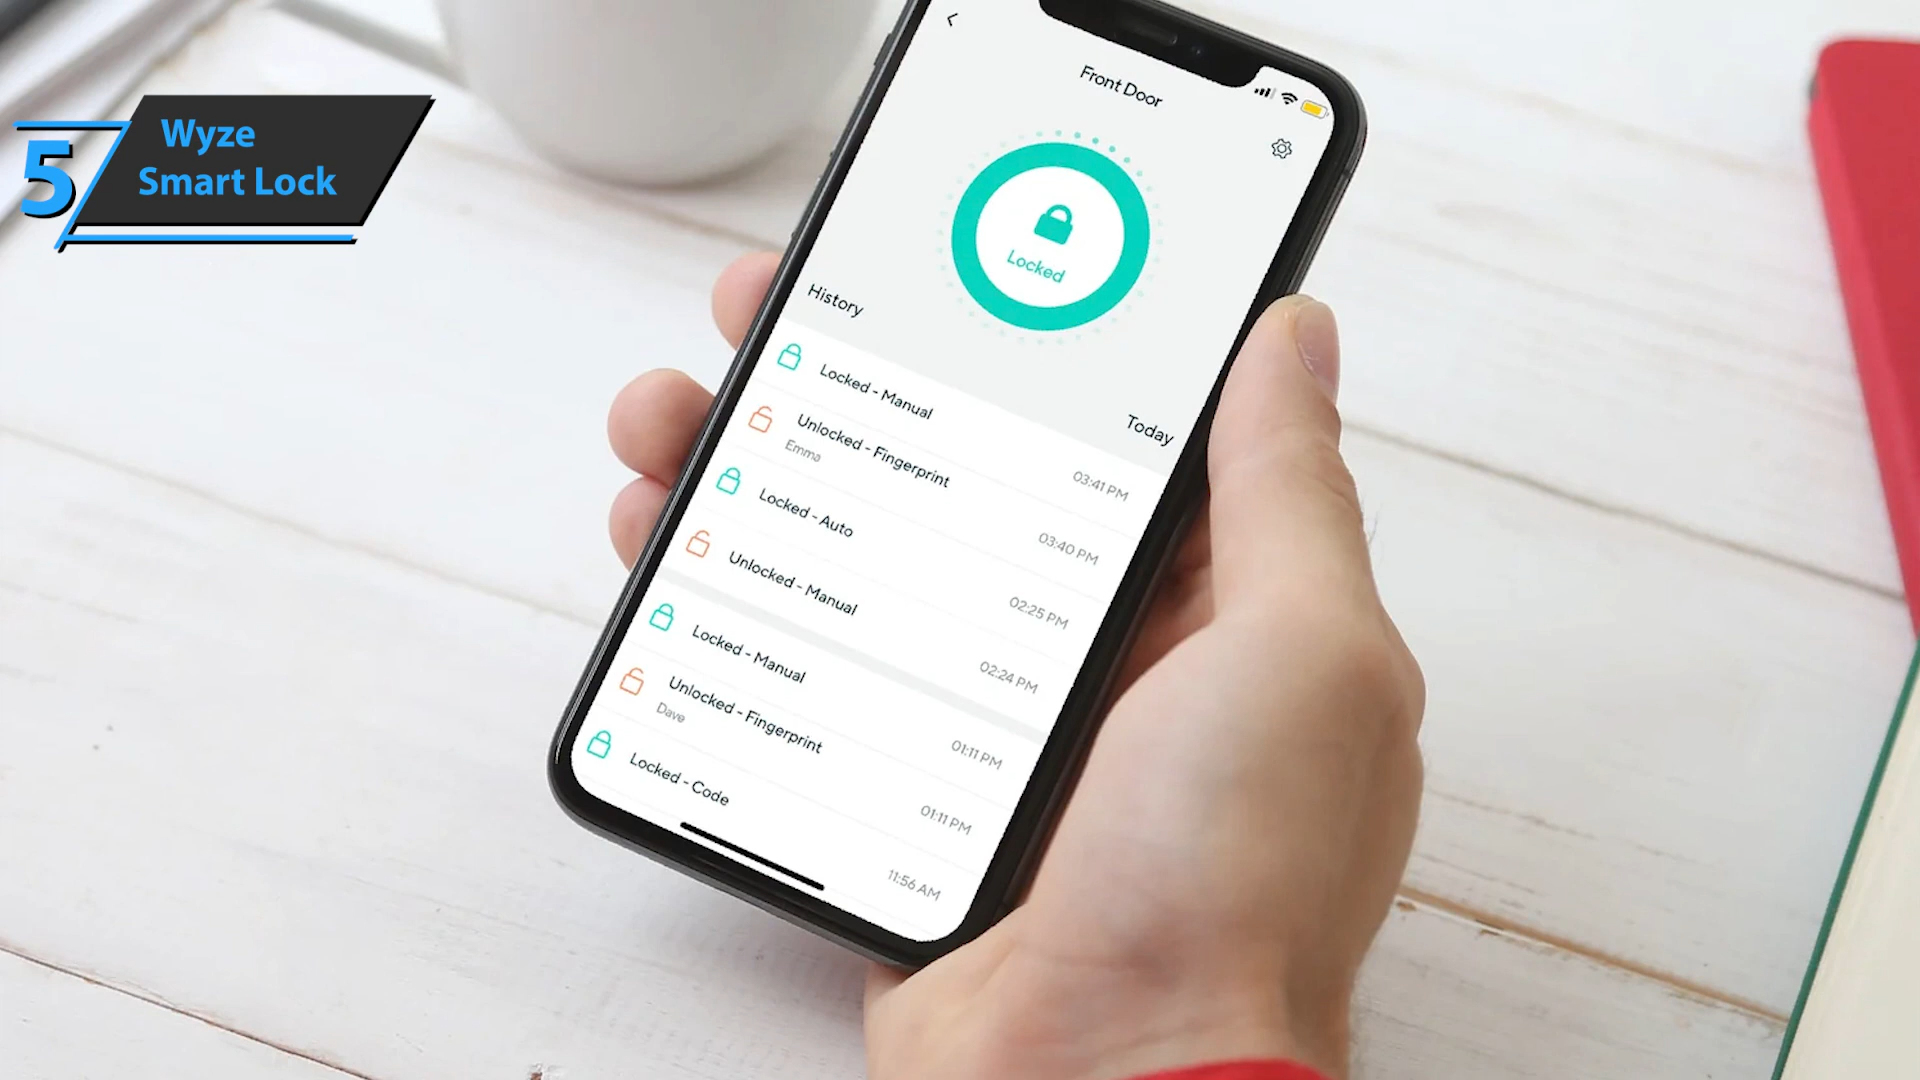 5
Wyze
Smart Lock
Front Door
Locked
History
Today
Locked - Manual
03:41 PM
Unlocked - Fingerprint
Emma
03:40 PM
Locked - Auto
02:25 PM
Unlocked - Manual
02:24 PM
Locked - Manual
01:11 PM
Unlocked - Fingerprint
Dave
01:11 PM
Locked - Code
11:56 AM